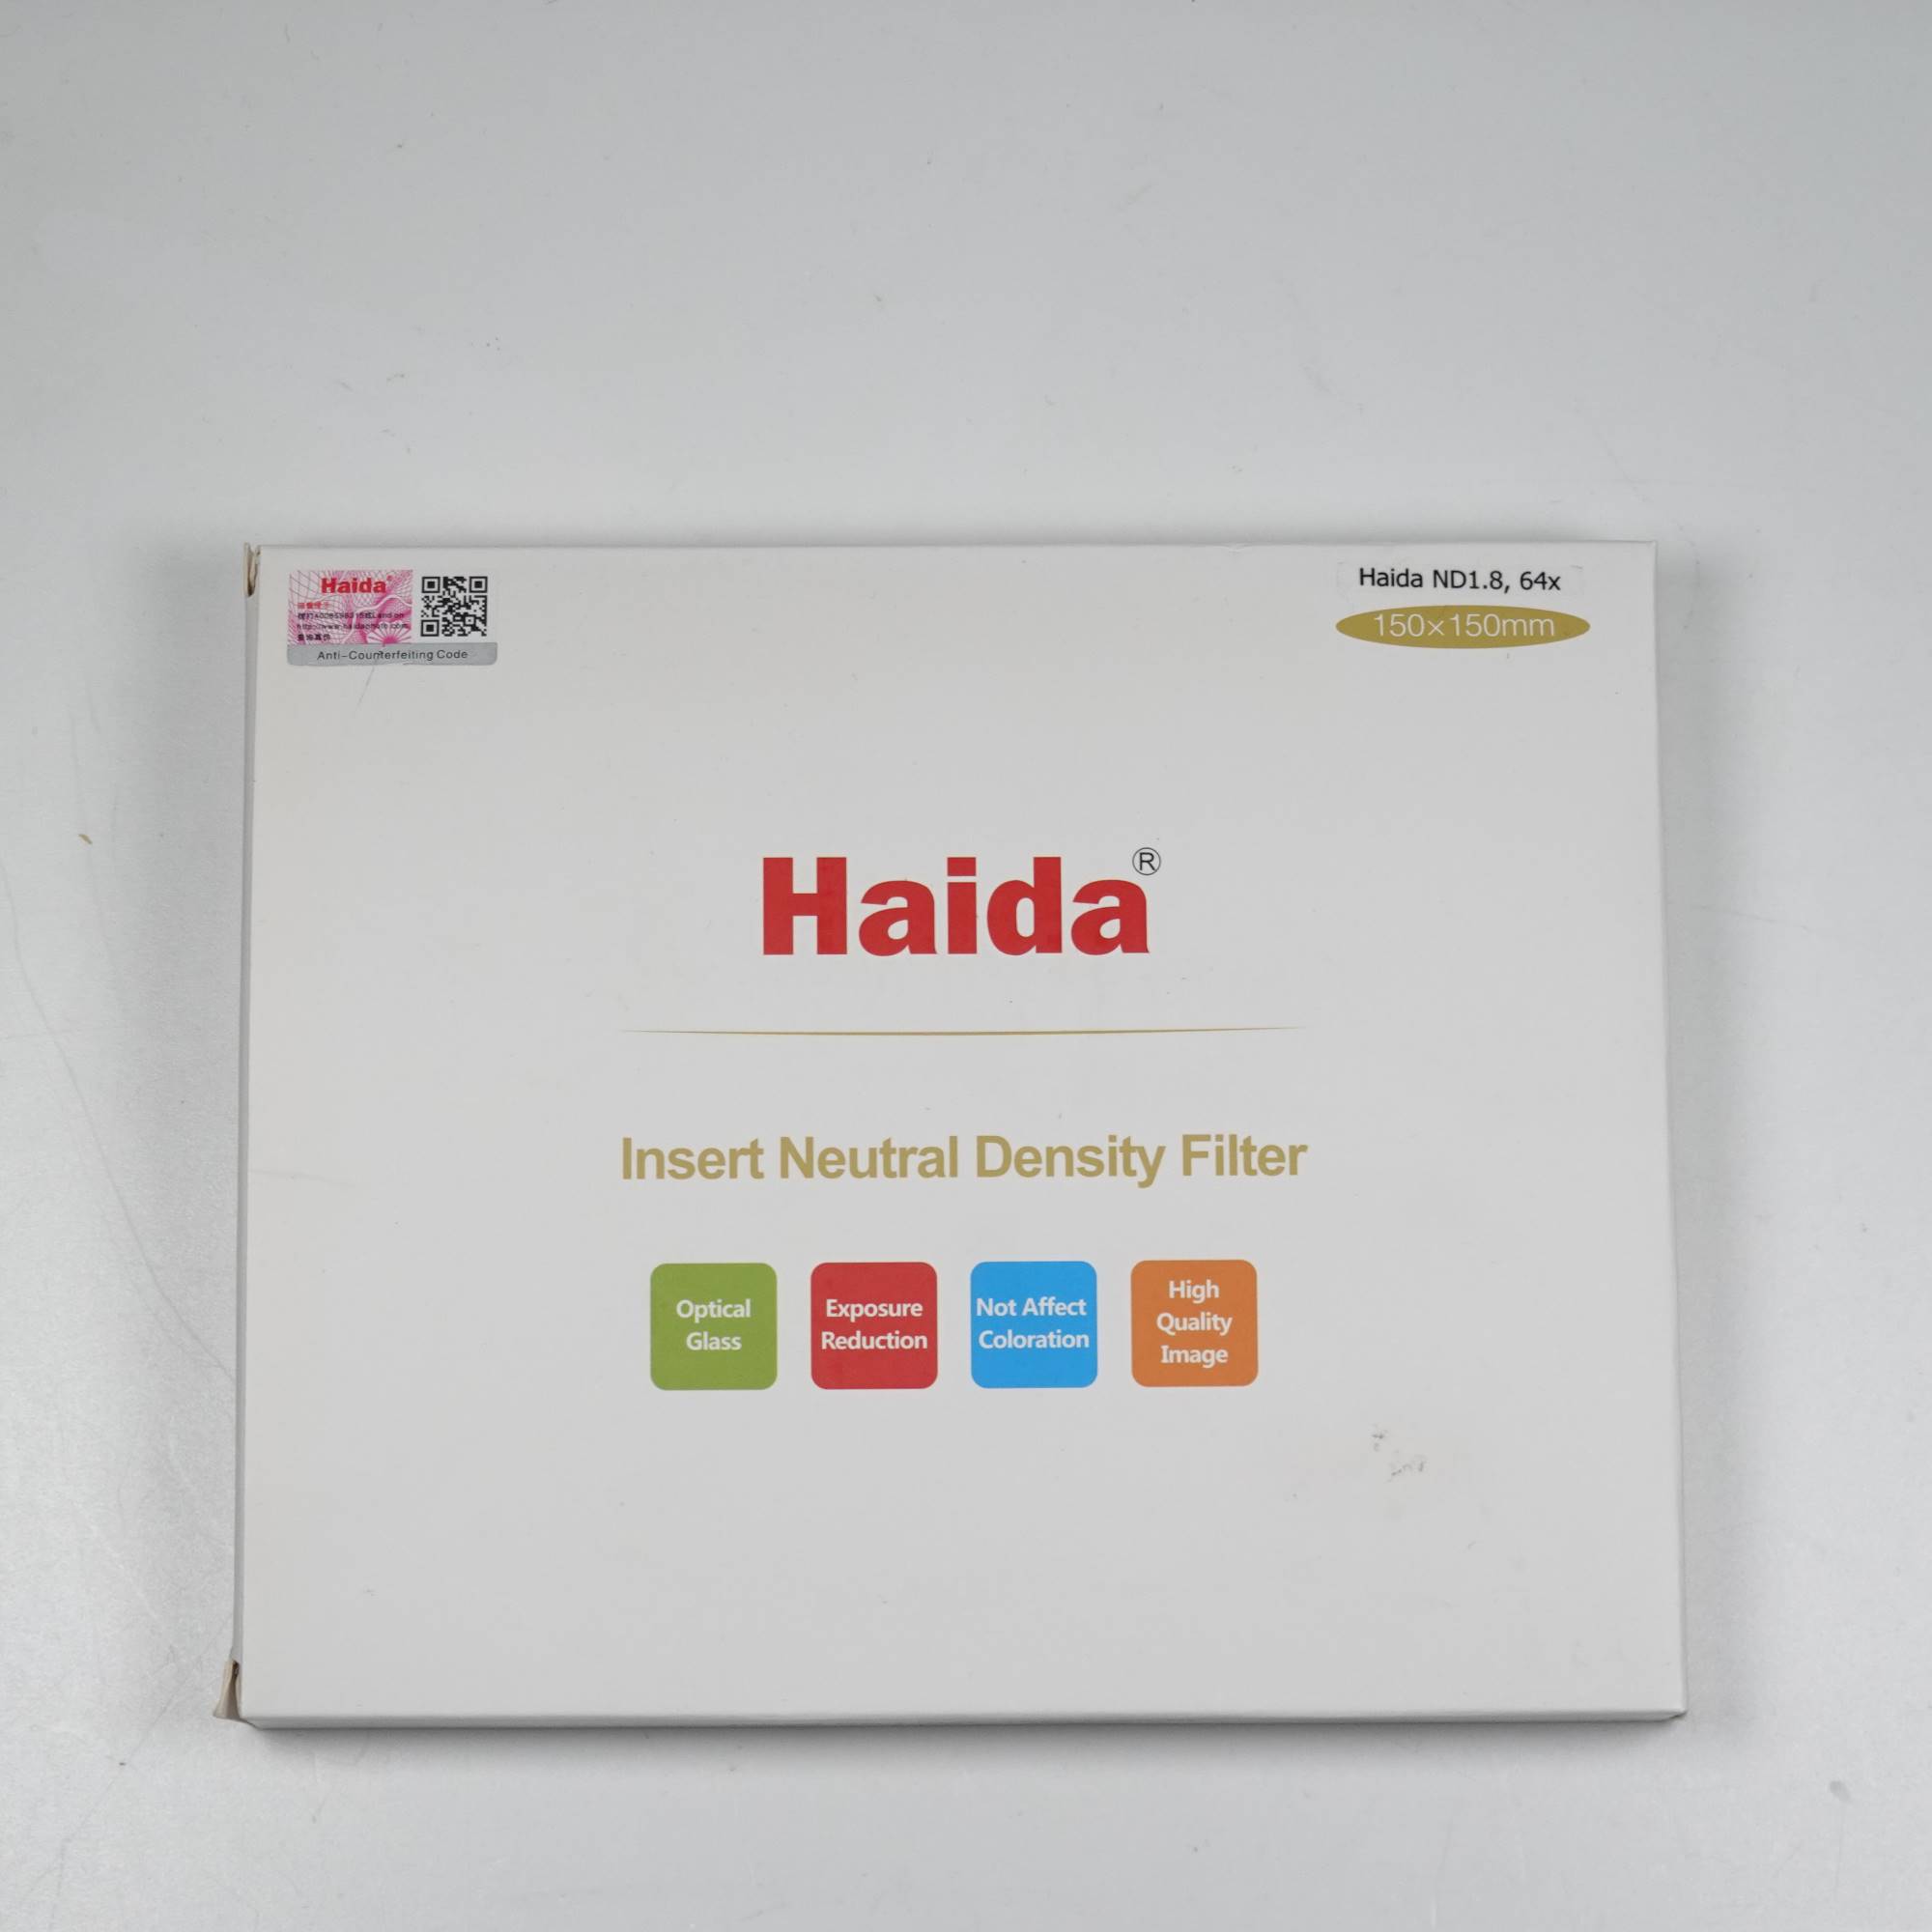 Haida
Anti-Counterfeiting Code
Haida ND1.8, 64x
150×150mm
Haida®
Insert Neutral Density Filter
Optical
Glass
Exposure
Reduction
Not Affect
Coloration
High
Quality
Image